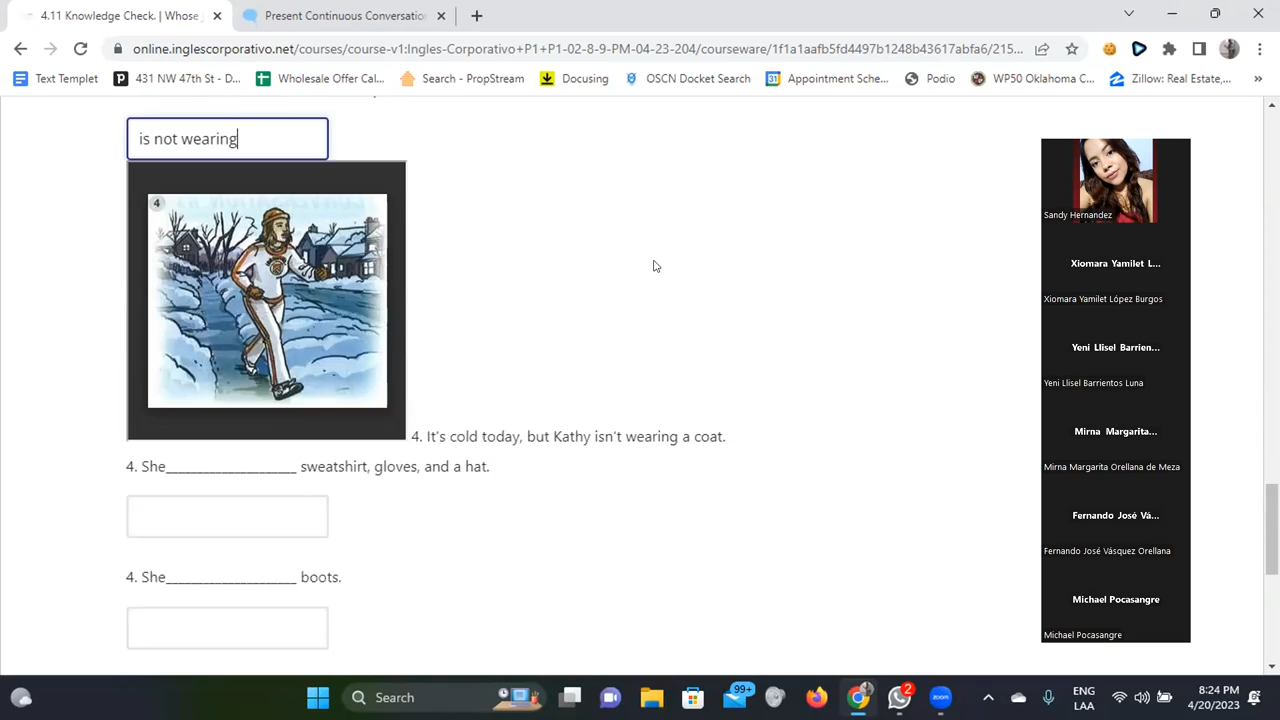 4.11 Knowledge Check. | Whose
Present Continuous Conversation
online.inglescorporativo.net/courses/course-v1:Ingles-Corporativo+P1+P1-02-8-9-PM-04-23-204/courseware/1f1a1aafb5fd4497b1248b43617abfa6/215...
Text Templet
431 NW 47th St - D...
Wholesale Offer Cal...
Search - PropStream
Docusing
OSCN Docket Search
Appointment Sche...
Podio
WP50 Oklahoma C...
Zillow: Real Estate,...
»
is not wearing
4
4. It's cold today, but Kathy isn't wearing a coat.
4. She____________________ sweatshirt, gloves, and a hat.
4. She____________________ boots.
Sandy Hernandez
Xiomara Yamilet L...
Xiomara Yamilet López Burgos
Yeni Llisel Barrien...
Yeni Llisel Barrientos Luna
Mirna Margarita...
Mirna Margarita Orellana de Meza
Fernando José Vá...
Fernando José Vásquez Orellana
Michael Pocasangre
Michael Pocasangre
Search
99+
2
zoom
ENG
LAA
8:24 PM
4/20/2023